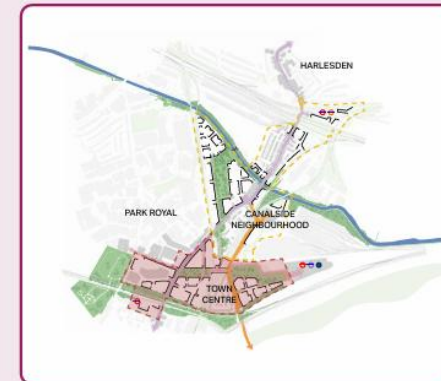 HARLESDEN
PARK ROYAL
CANALSIDE
NEIGHBOURHOOD
TOWN
CENTRE